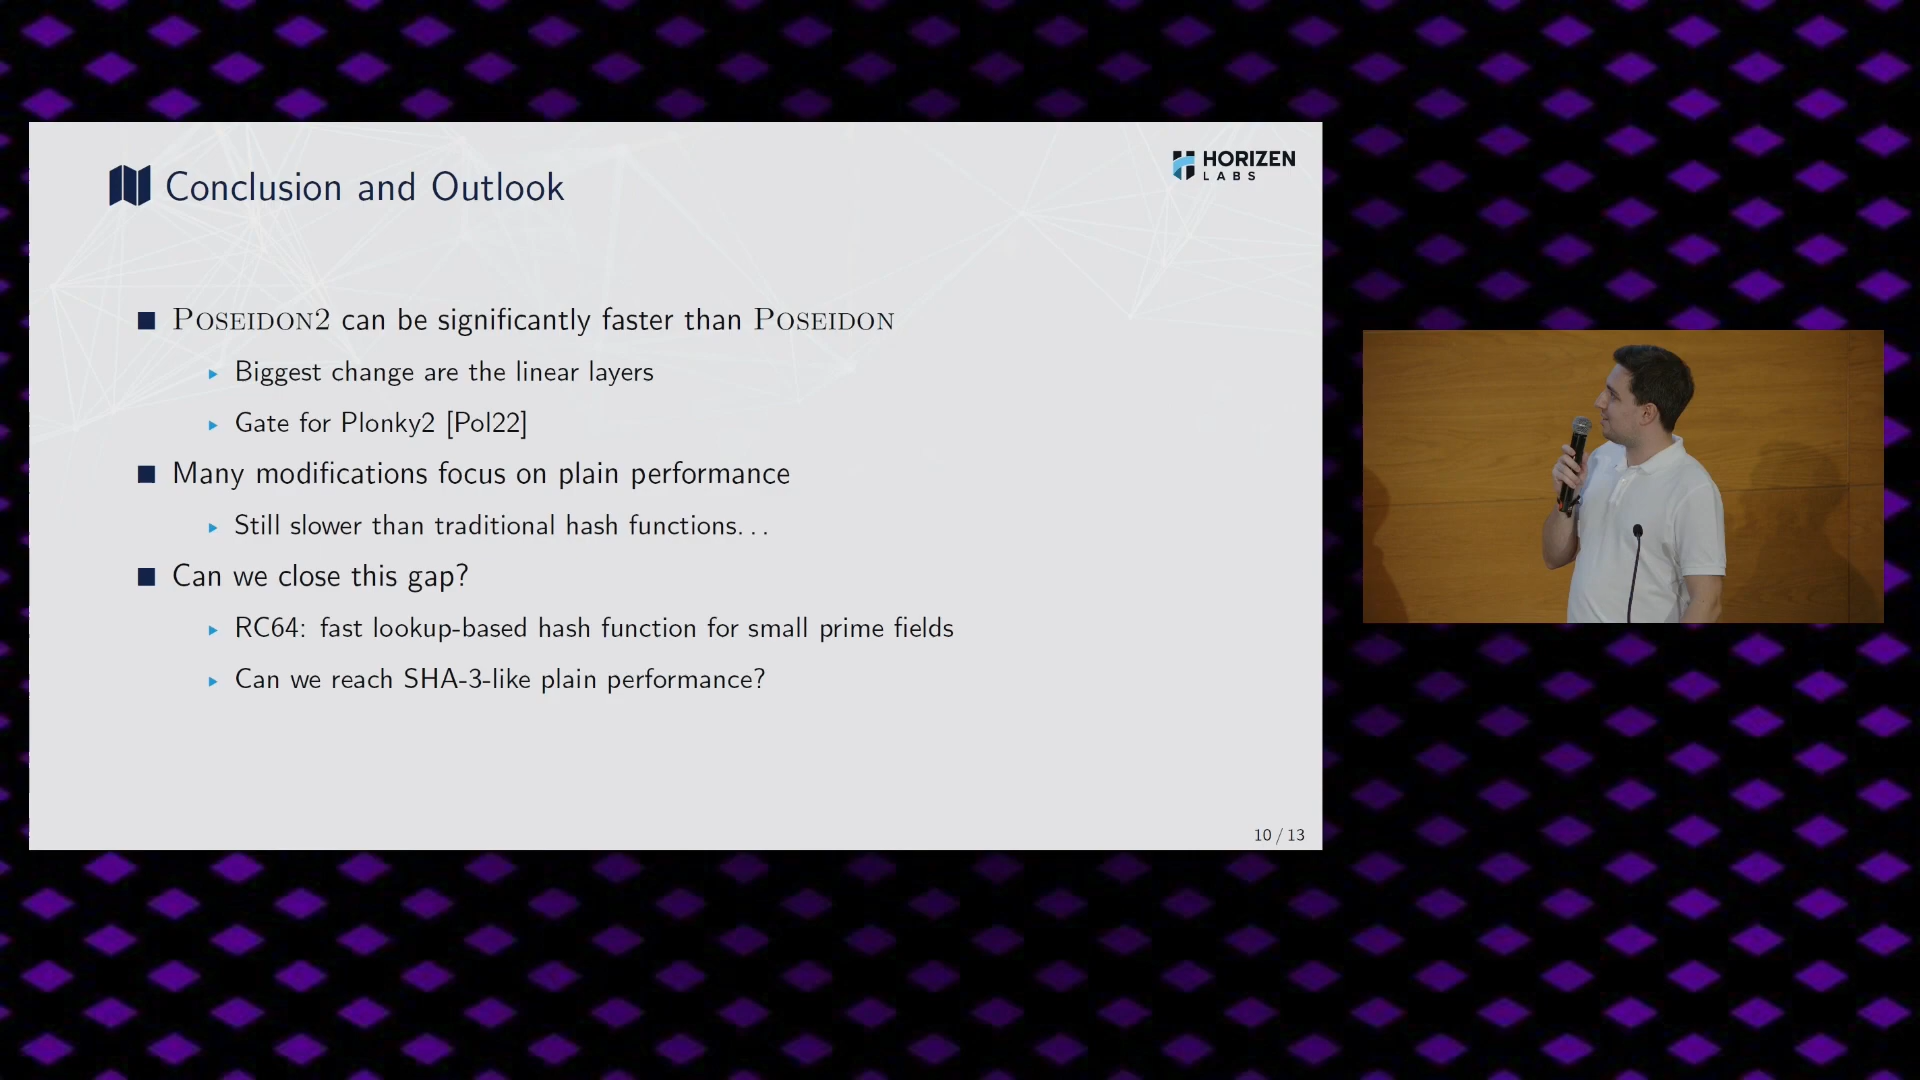 HORIZEN
LABS
Conclusion and Outlook
■ POSEIDON2 can be significantly faster than POSEIDON
▸ Biggest change are the linear layers
▸ Gate for Plonky2 [Pol22]
■ Many modifications focus on plain performance
▸ Still slower than traditional hash functions...
■ Can we close this gap?
▸ RC64: fast lookup-based hash function for small prime fields
▸ Can we reach SHA-3-like plain performance?
10 / 13